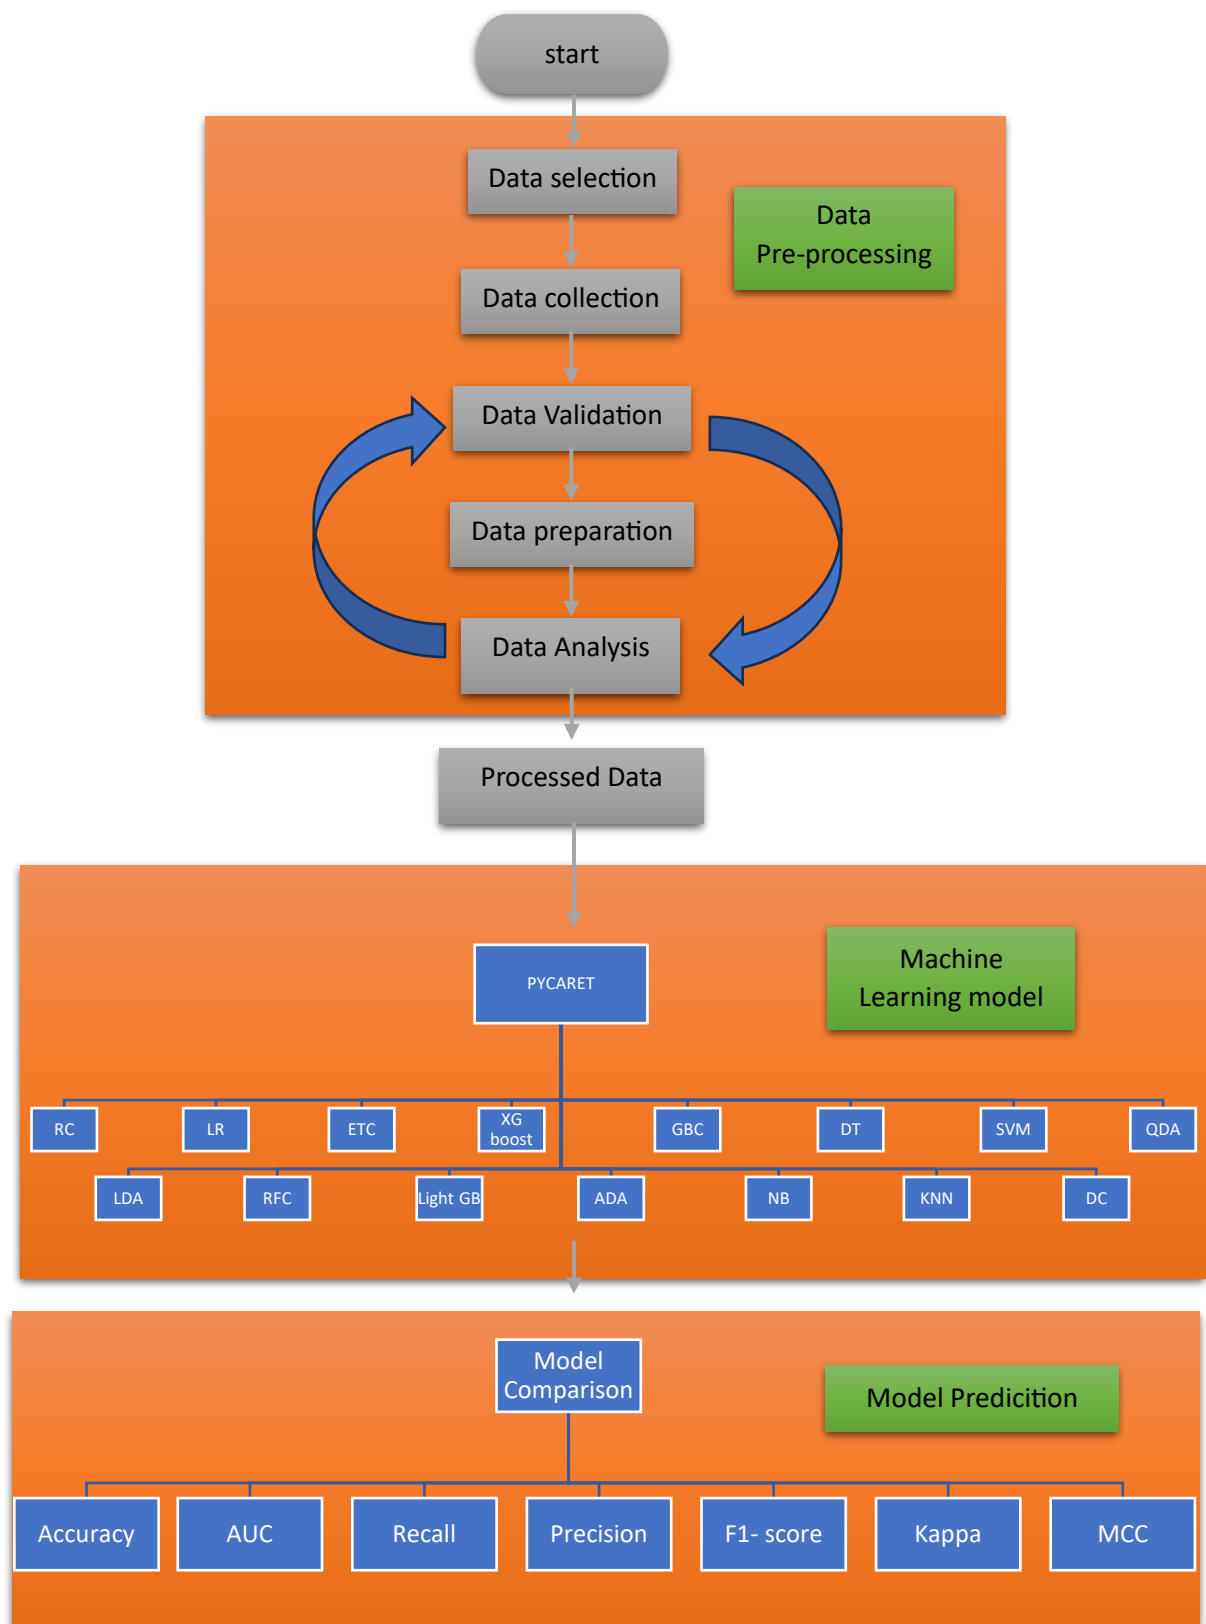 start
Data selection
Data
Pre-processing
Data collection
Data Validation
Data preparation
Data Analysis
Processed Data
PYCARET
Machine
Learning model
RC
LR
ETC
XG
boost
GBC
DT
SVM
QDA
LDA
RFC
Light GB
ADA
NB
KNN
DC
Model
Comparison
Model Predicition
Accuracy
AUC
Recall
Precision
F1- score
Kappa
MCC